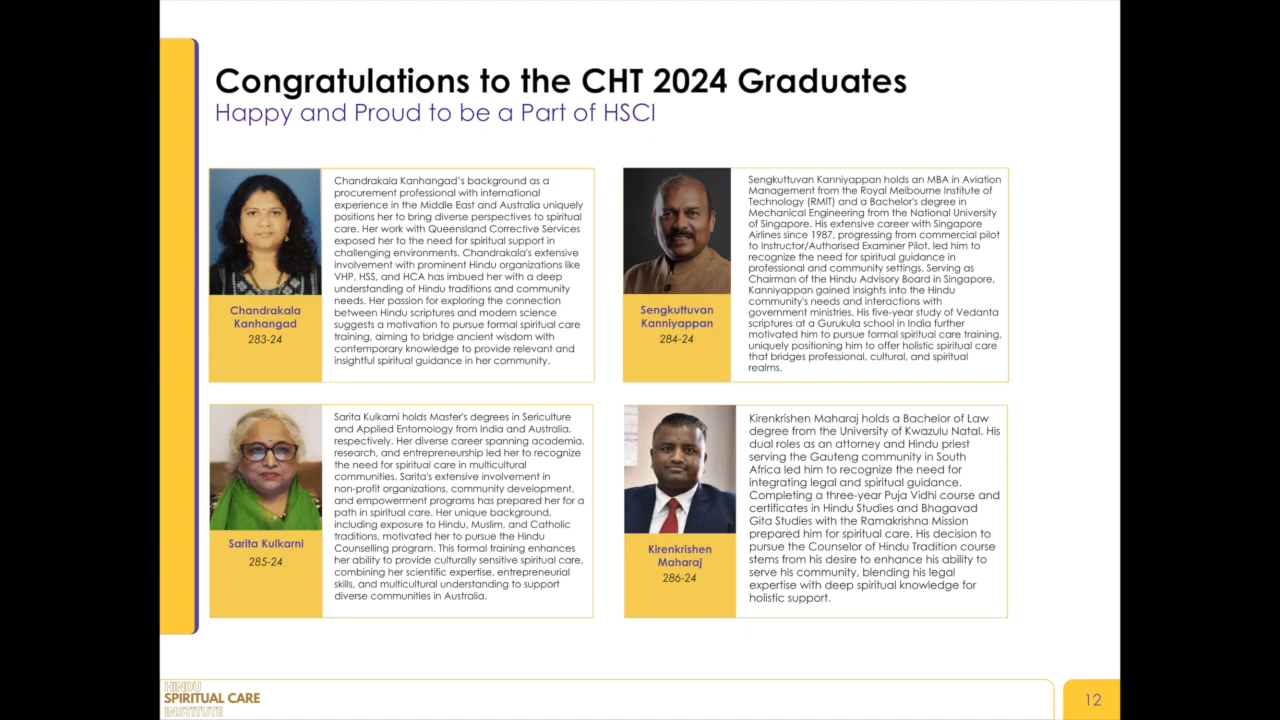 Congratulations to the CHT 2024 Graduates
Happy and Proud to be a Part of HSCI
Chandrakala
Kanhangad
283-24
Chandrakala Kanhangad's background as a
procurement professional with international
experience in the Middle East and Australia uniquely
positions her to bring diverse perspectives to spiritual
care. Her work with Queensland Corrective Services
exposed her to the need for spiritual support in
challenging environments. Chandrakala's extensive
involvement with prominent Hindu organizations like
VHP, HSS, and HCA has imbued her with a deep
understanding of Hindu traditions and community
needs. Her passion for exploring the connection
between Hindu scriptures and modern science
suggests a motivation to pursue formal spiritual care
training, aiming to bridge ancient wisdom with
contemporary knowledge to provide relevant and
insightful spiritual guidance in her community.
Sengkuttuvan
Kanniyappan
284-24
Sengkuttuvan Kanniyappan holds an MBA in Aviation
Management from the Royal Melbourne Institute of
Technology (RMIT) and a Bachelor's degree in
Mechanical Engineering from the National University
of Singapore. His extensive career with Singapore
Airlines since 1987, progressing from commercial pilot
to Instructor/Authorised Examiner Pilot, led him to
recognize the need for spiritual guidance in
professional and community settings. Serving as
Chairman of the Hindu Advisory Board in Singapore,
Kanniyappan gained insights into the Hindu
community's needs and interactions with
government ministries. His five-year study of Vedanta
scriptures at a Gurukula school in India further
motivated him to pursue formal spiritual care training,
uniquely positioning him to offer holistic spiritual care
that bridges professional, cultural, and spiritual
realms.
Sarita Kulkarni
285-24
Sarita Kulkarni holds Master's degrees in Sericulture
and Applied Entomology from India and Australia,
respectively. Her diverse career spanning academia,
research, and entrepreneurship led her to recognize
the need for spiritual care in multicultural
communities. Sarita's extensive involvement in
non-profit organizations, community development,
and empowerment programs has prepared her for a
path in spiritual care. Her unique background,
including exposure to Hindu, Muslim, and Catholic
traditions, motivated her to pursue the Hindu
Counselling program. This formal training enhances
her ability to provide culturally sensitive spiritual care,
combining her scientific expertise, entrepreneurial
skills, and multicultural understanding to support
diverse communities in Australia.
Kirenkrishen
Maharaj
286-24
Kirenkrishen Maharaj holds a Bachelor of Law
degree from the University of Kwazulu Natal. His
dual roles as an attorney and Hindu priest
serving the Gauteng community in South
Africa led him to recognize the need for
integrating legal and spiritual guidance.
Completing a three-year Puja Vidhi course and
certificates in Hindu Studies and Bhagavad
Gita Studies with the Ramakrishna Mission
prepared him for spiritual care. His decision to
pursue the Counselor of Hindu Tradition course
stems from his desire to enhance his ability to
serve his community, blending his legal
expertise with deep spiritual knowledge for
holistic support.
HINDU
SPIRITUAL CARE
INSTITUTE
12